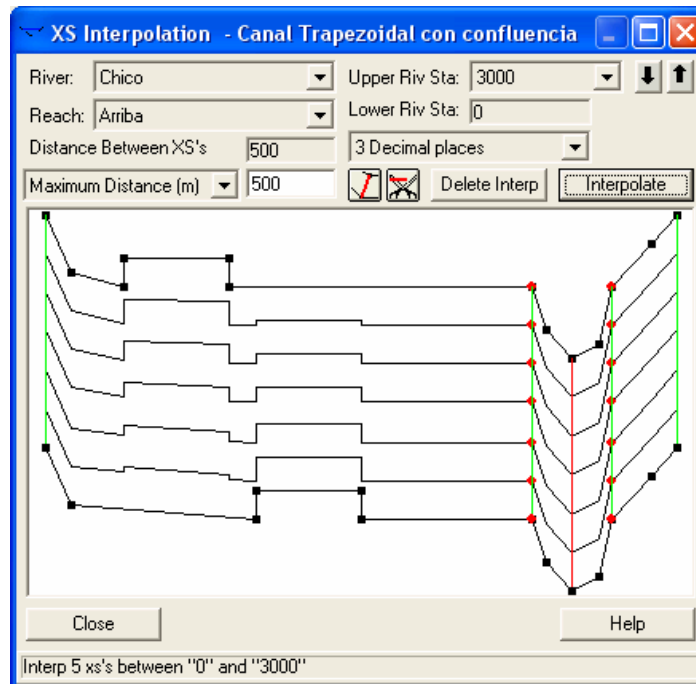 XS Interpolation - Canal Trapezoidal con confluencia
River: Chico Upper Riv Sta: 3000
Reach: Arriba Lower Riv Sta: 0
Distance Between XS's 500 3 Decimal places
Maximum Distance (m) 500 Delete Interp Interpolate
Close Help
Interp 5 xs's between "0" and "3000"